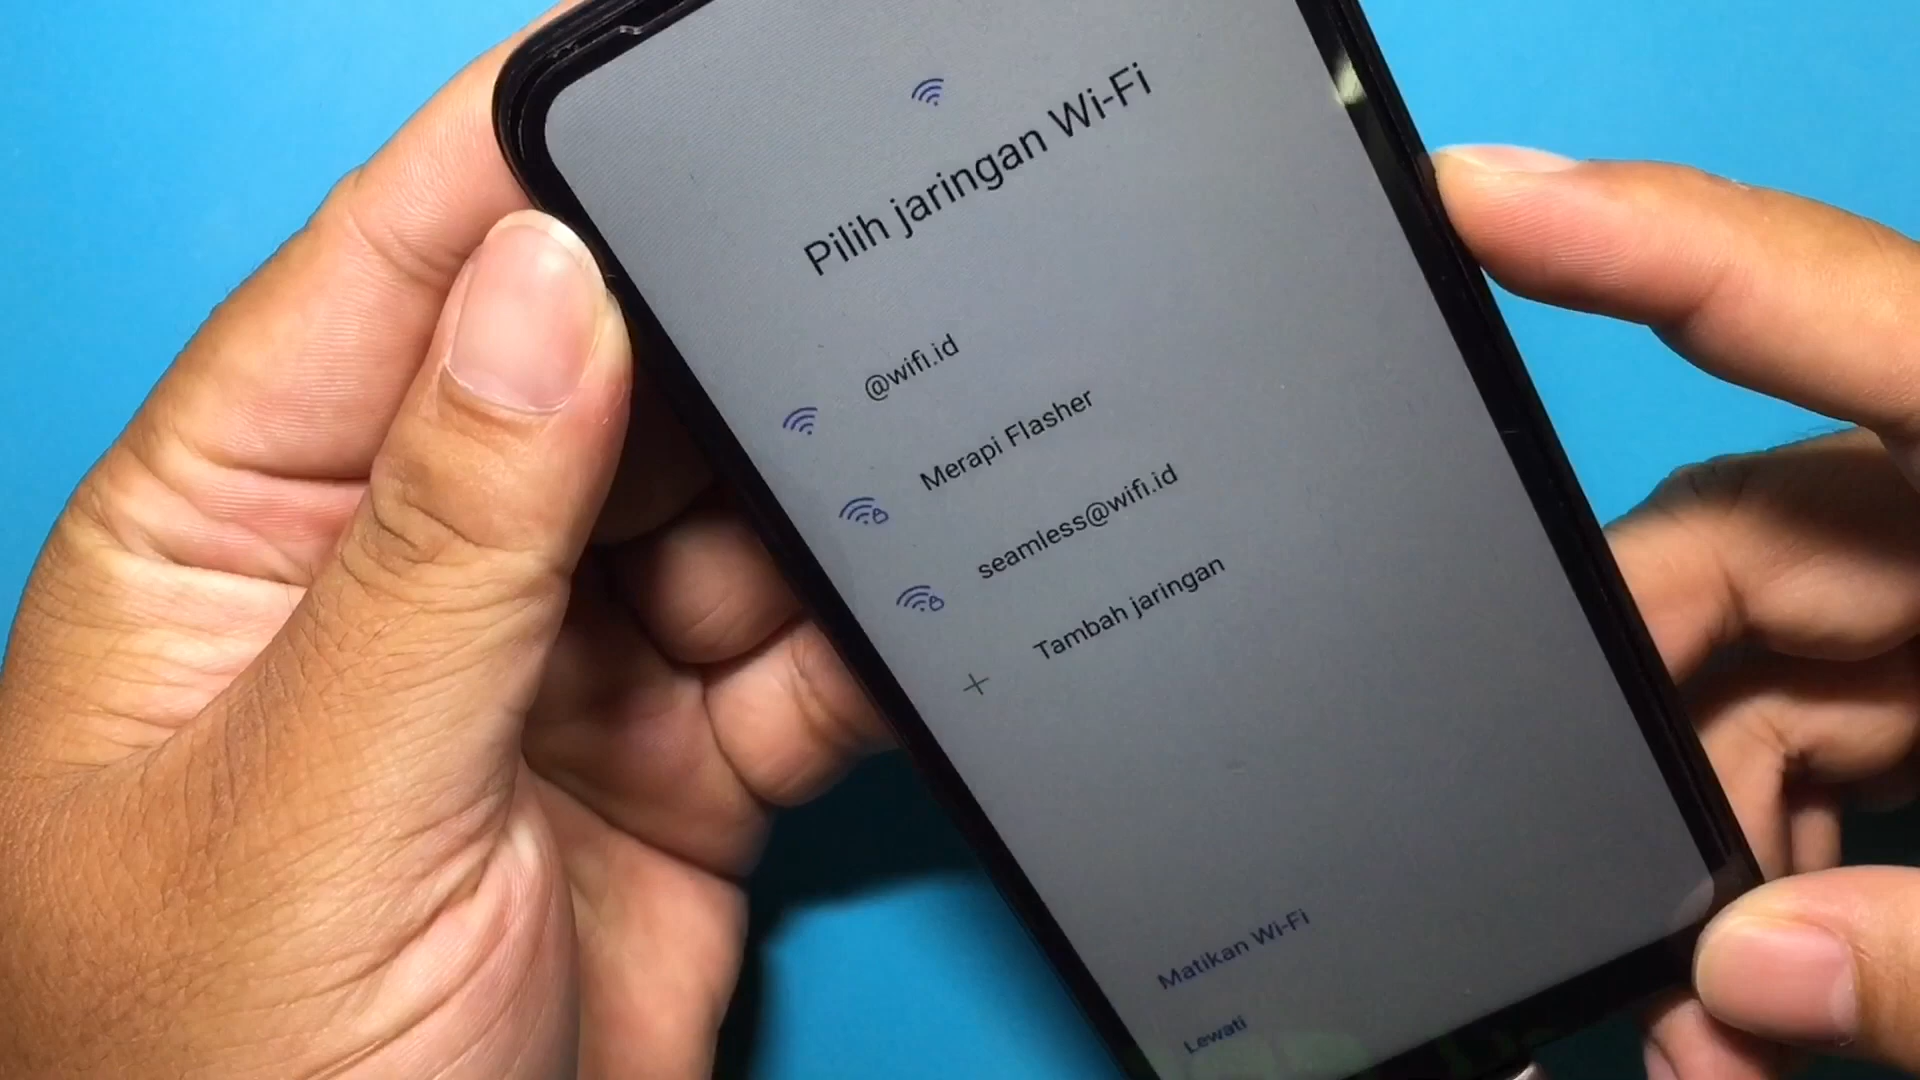 Pilih jaringan Wi-Fi
@wifi.id
Merapi Flasher
seamless@wifi.id
Tambah jaringan
Matikan Wi-Fi
Lewati